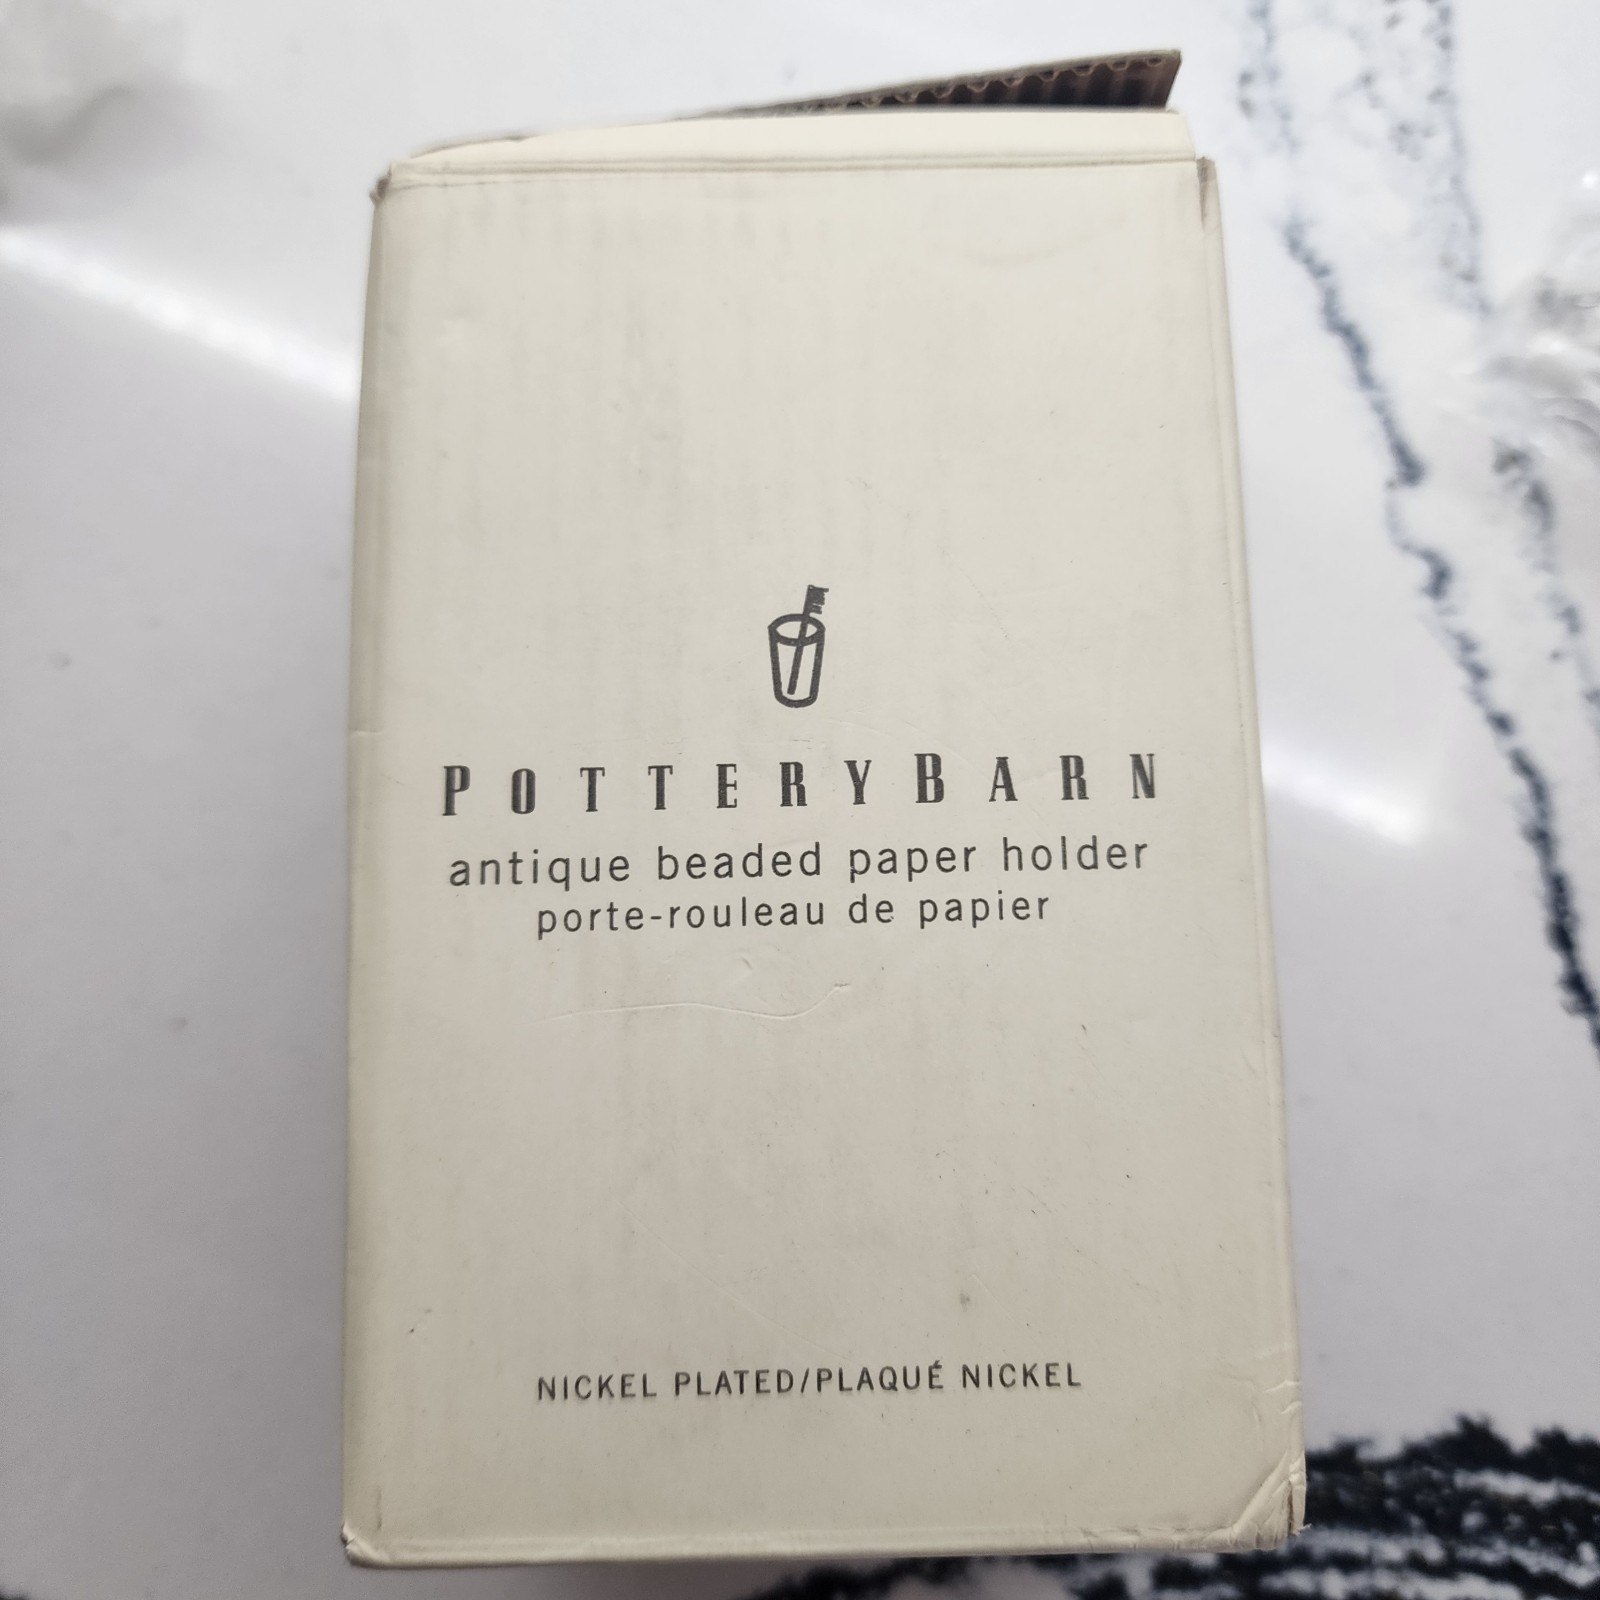 POTTERYBARN
antique beaded paper holder
porte-rouleau de papier
NICKEL PLATED/PLAQUÉ NICKEL